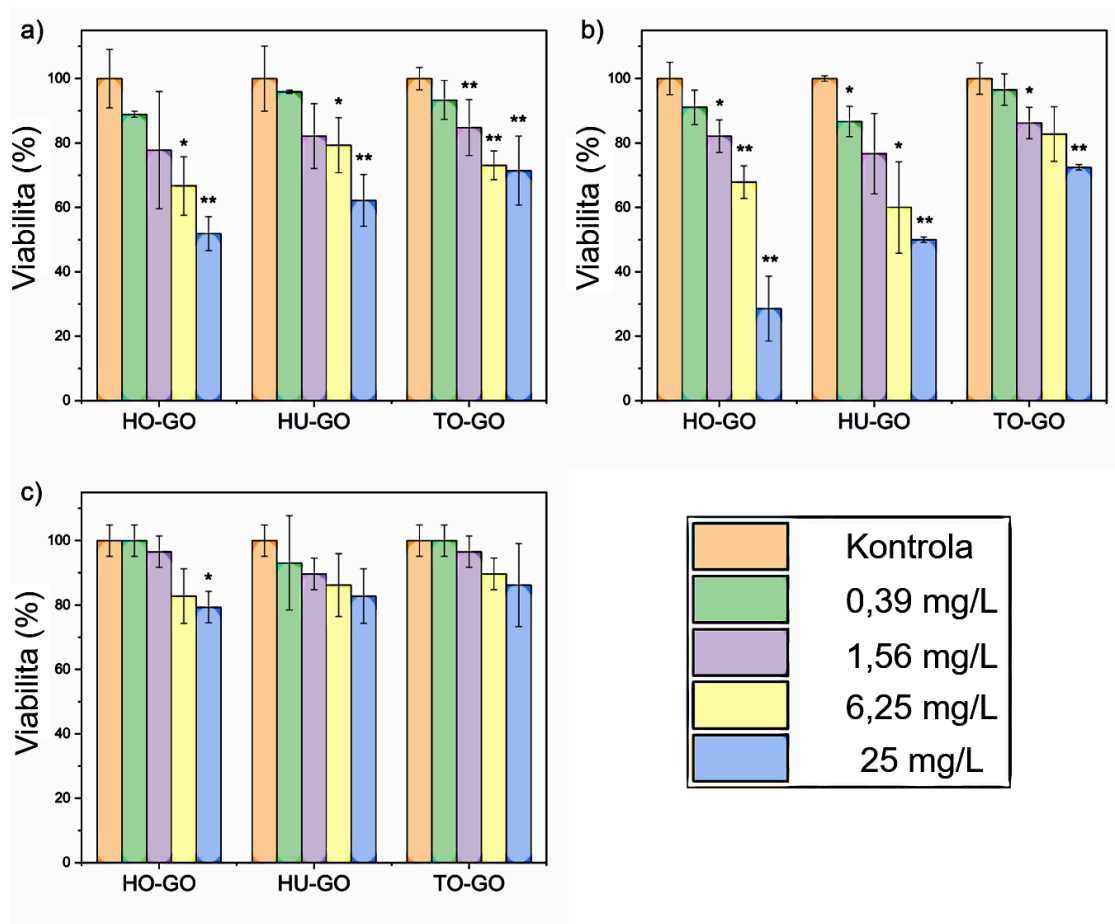 a)
Viabilita (%)
100
80
60
40
20
0
*
**
*
**
**
**
**
HO-GO
HU-GO
TO-GO
b)
Viabilita (%)
100
80
60
40
20
0
*
**
**
*
*
**
*
**
HO-GO
HU-GO
TO-GO
c)
Viabilita (%)
100
80
60
40
20
0
*
HO-GO
HU-GO
TO-GO
Kontrola
0,39 mg/L
1,56 mg/L
6,25 mg/L
25 mg/L